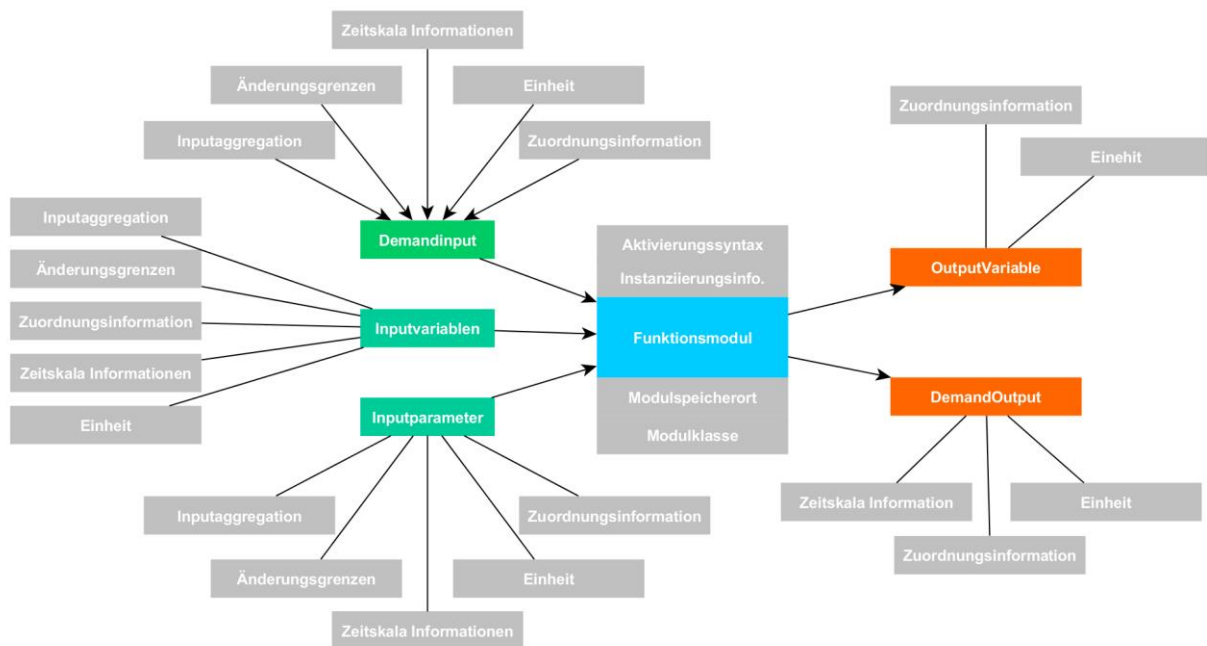 Zeitskala Informationen
Änderungsgrenzen
Einheit
Inputaggregation
Zuordnungsinformation
Demandinput
Inputaggregation
Änderungsgrenzen
Zuordnungsinformation
Zeitskala Informationen
Einheit
Inputvariablen
Inputparameter
Inputaggregation
Zuordnungsinformation
Änderungsgrenzen
Einheit
Zeitskala Informationen
Aktivierungssyntax
Instanziierungsinfo.
Funktionsmodul
Modulspeicherort
Modulklasse
Zuordnungsinformation
Einehit
OutputVariable
DemandOutput
Zeitskala Information
Einheit
Zuordnungsinformation